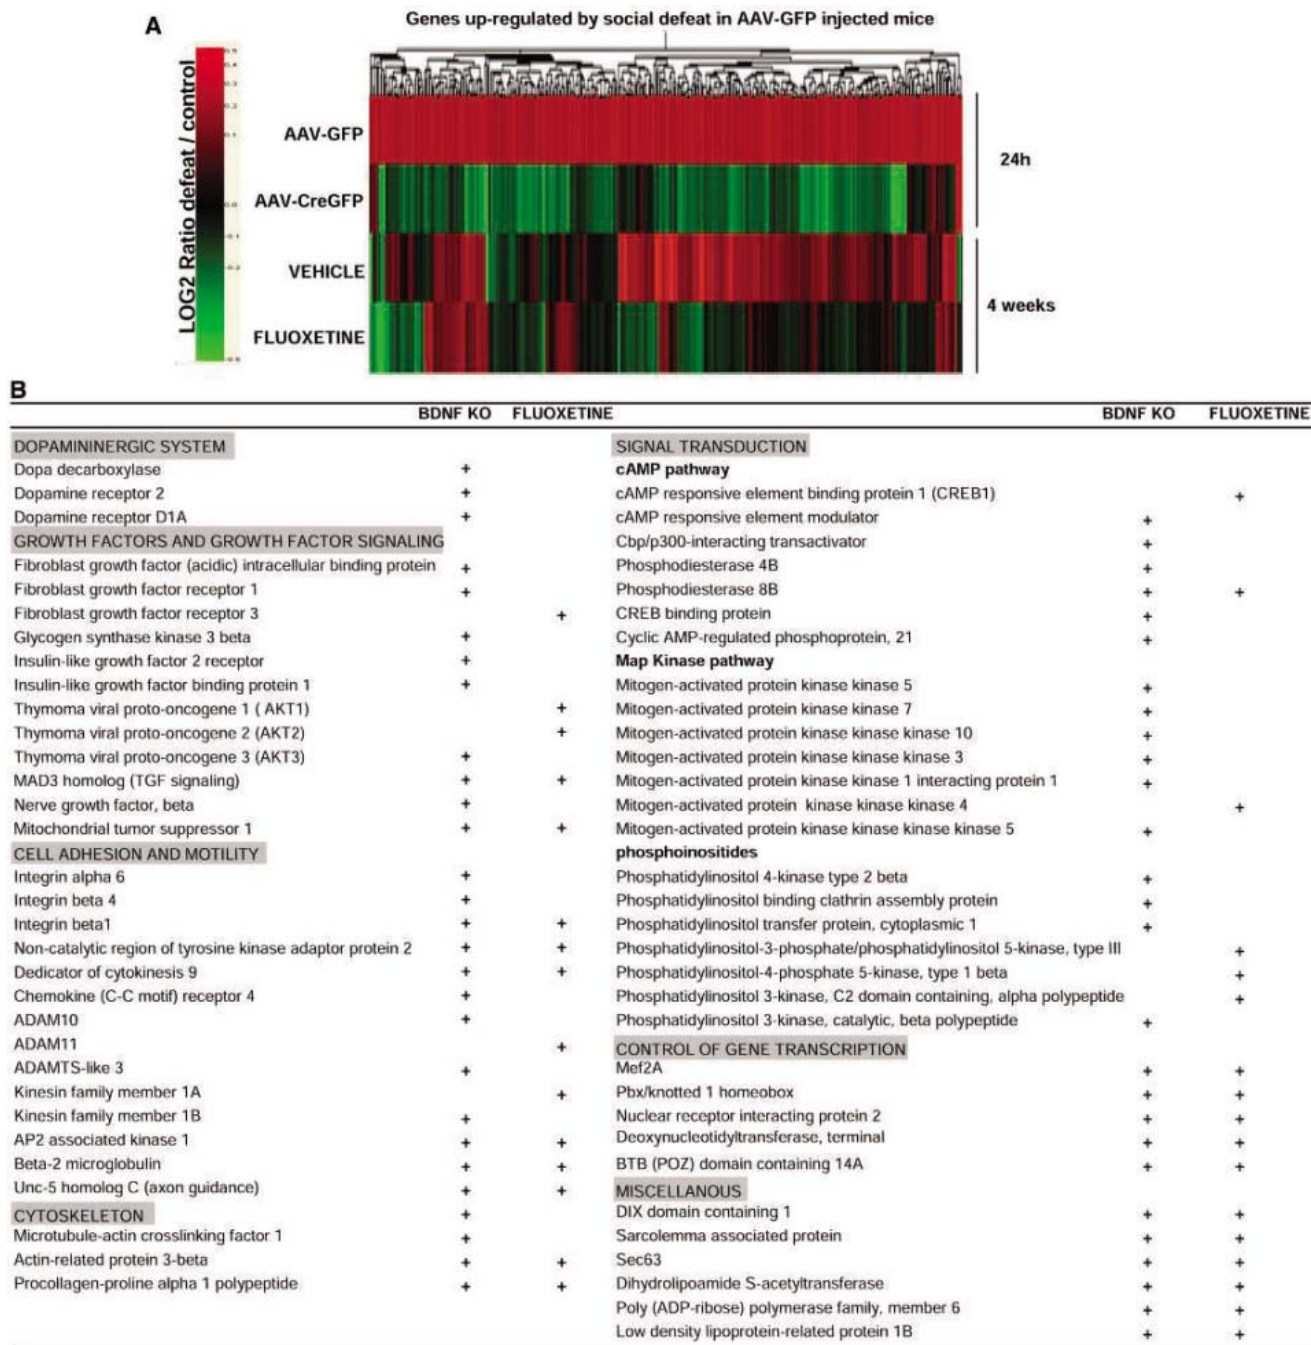 A
Genes up-regulated by social defeat in AAV-GFP injected mice
LOG2 Ratio defeat / control
0.4
0.3
0.2
0.1
0.0
-0.1
-0.2
AAV-GFP
AAV-CreGFP
VEHICLE
FLUOXETINE
24h
4 weeks
B
BDNF KO FLUOXETINE
DOPAMININERGIC SYSTEM
Dopa decarboxylase +
Dopamine receptor 2 +
Dopamine receptor D1A +
GROWTH FACTORS AND GROWTH FACTOR SIGNALING
Fibroblast growth factor (acidic) intracellular binding protein +
Fibroblast growth factor receptor 1 +
Fibroblast growth factor receptor 3 +
Glycogen synthase kinase 3 beta +
Insulin-like growth factor 2 receptor +
Insulin-like growth factor binding protein 1 +
Thymoma viral proto-oncogene 1 ( AKT1) +
Thymoma viral proto-oncogene 2 (AKT2) +
Thymoma viral proto-oncogene 3 (AKT3) +
MAD3 homolog (TGF signaling) + +
Nerve growth factor, beta +
Mitochondrial tumor suppressor 1 + +
CELL ADHESION AND MOTILITY
Integrin alpha 6 +
Integrin beta 4 +
Integrin beta1 + +
Non-catalytic region of tyrosine kinase adaptor protein 2 + +
Dedicator of cytokinesis 9 + +
Chemokine (C-C motif) receptor 4 +
ADAM10 +
ADAM11 +
ADAMTS-like 3 +
Kinesin family member 1A +
Kinesin family member 1B +
AP2 associated kinase 1 + +
Beta-2 microglobulin + +
Unc-5 homolog C (axon guidance) + +
CYTOSKELETON +
Microtubule-actin crosslinking factor 1 +
Actin-related protein 3-beta + +
Procollagen-proline alpha 1 polypeptide + +
BDNF KO FLUOXETINE
SIGNAL TRANSDUCTION
cAMP pathway
cAMP responsive element binding protein 1 (CREB1) +
cAMP responsive element modulator +
Cbp/p300-interacting transactivator +
Phosphodiesterase 4B +
Phosphodiesterase 8B + +
CREB binding protein +
Cyclic AMP-regulated phosphoprotein, 21 +
Map Kinase pathway
Mitogen-activated protein kinase kinase 5 +
Mitogen-activated protein kinase kinase 7 +
Mitogen-activated protein kinase kinase kinase 10 +
Mitogen-activated protein kinase kinase kinase 3 +
Mitogen-activated protein kinase kinase 1 interacting protein 1 +
Mitogen-activated protein kinase kinase kinase 4 +
Mitogen-activated protein kinase kinase kinase kinase 5 +
phosphoinositides
Phosphatidylinositol 4-kinase type 2 beta +
Phosphatidylinositol binding clathrin assembly protein +
Phosphatidylinositol transfer protein, cytoplasmic 1 +
Phosphatidylinositol-3-phosphate/phosphatidylinositol 5-kinase, type III +
Phosphatidylinositol-4-phosphate 5-kinase, type 1 beta +
Phosphatidylinositol 3-kinase, C2 domain containing, alpha polypeptide +
Phosphatidylinositol 3-kinase, catalytic, beta polypeptide +
CONTROL OF GENE TRANSCRIPTION
Mef2A + +
Pbx/knotted 1 homeobox + +
Nuclear receptor interacting protein 2 + +
Deoxynucleotidyltransferase, terminal + +
BTB (POZ) domain containing 14A + +
MISCELLANOUS
DIX domain containing 1 + +
Sarcolemma associated protein + +
Sec63 + +
Dihydrolipoamide S-acetyltransferase + +
Poly (ADP-ribose) polymerase family, member 6 + +
Low density lipoprotein-related protein 1B + +